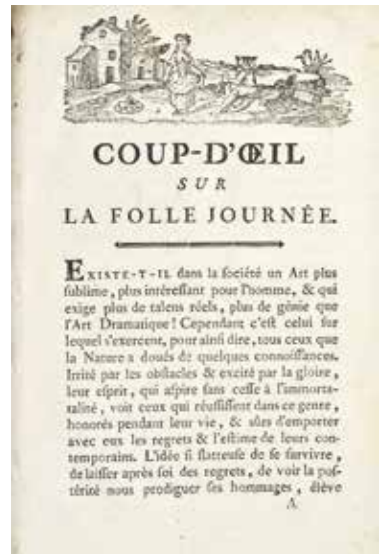 COUP-D'ŒIL
SUR
LA FOLLE JOURNÉE.
EXISTE-T-IL dans la société un Art plus
ſublime, plus intéreſſant pour l'homme, & qui
exige plus de talens réels, plus de génie que
l'Art Dramatique! Cependant c'eſt celui ſur
lequel s'exercent, pour ainſi dire, tous ceux que
la Nature a doués de quelques connoiſſances.
Irrité par les obſtacles & excité par la gloire,
leur eſprit, qui aſpire ſans ceſſe à l'immorta-
talité, voit ceux qui réuſſiſſent dans ce genre,
honorés pendant leur vie, & sûrs d'emporter
avec eux les regrets & l'eſtime de leurs con-
temporains. L'idée ſi flatteuse de ſe ſurvivre,
de laiſſer après ſoi des regrets, de voir la poſ-
térité nous prodiguer ſes hommages, élève
A